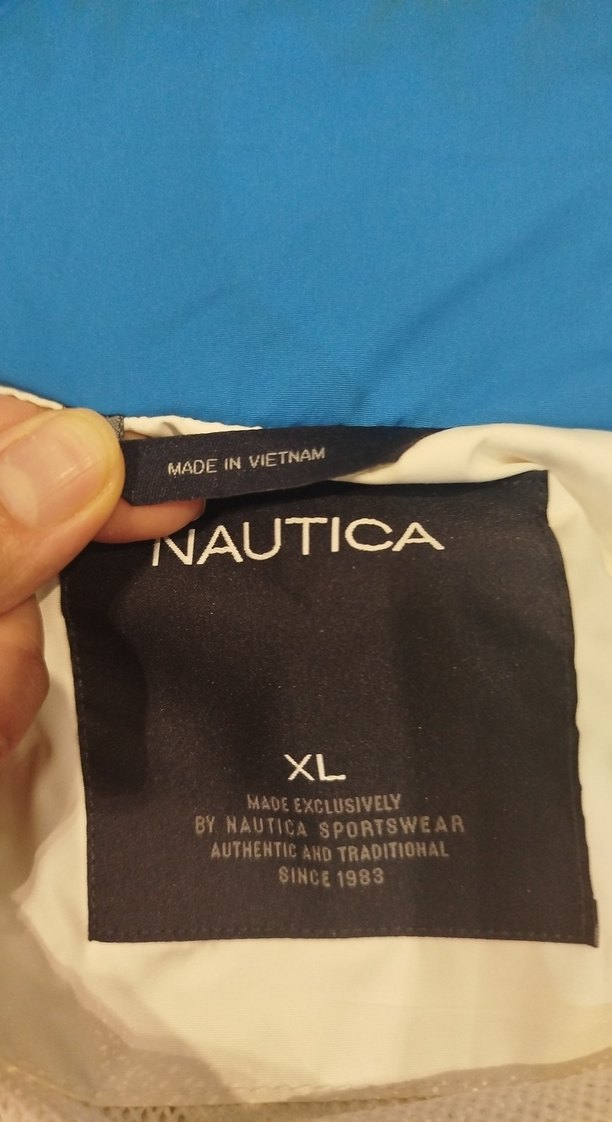 MADE IN VIETNAM
NAUTICA
XL
MADE EXCLUSIVELY
BY NAUTICA SPORTSWEAR
AUTHENTIC AND TRADITIONAL
SINCE 1983